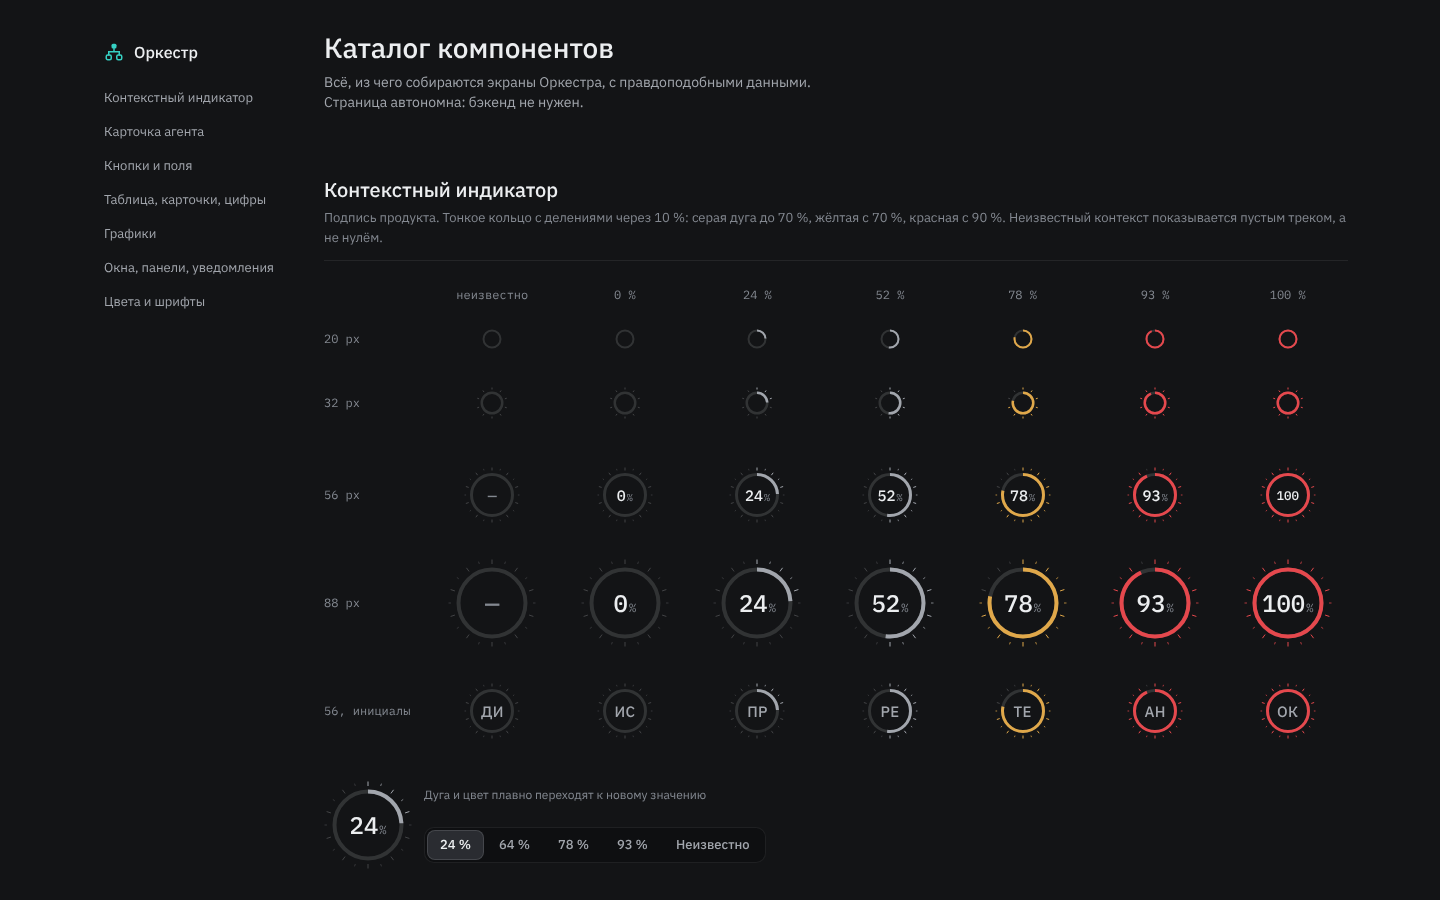 Оркестр
Контекстный индикатор
Карточка агента
Кнопки и поля
Таблица, карточки, цифры
Графики
Окна, панели, уведомления
Цвета и шрифты
Каталог компонентов
Всё, из чего собираются экраны Оркестра, с правдоподобными данными.
Страница автономна: бэкенд не нужен.
Контекстный индикатор
Подпись продукта. Тонкое кольцо с делениями через 10 %: серая дуга до 70 %, жёлтая с 70 %, красная с 90 %. Неизвестный контекст показывается пустым треком, а
не нулём.
неизвестно 0 % 24 % 52 % 78 % 93 % 100 %
20 px
32 px
56 px – 0% 24% 52% 78% 93% 100
88 px – 0% 24% 52% 78% 93% 100%
56, инициалы ДИ ИС ПР РЕ ТЕ АН ОК
24%
Дуга и цвет плавно переходят к новому значению
24 % 64 % 78 % 93 % Неизвестно